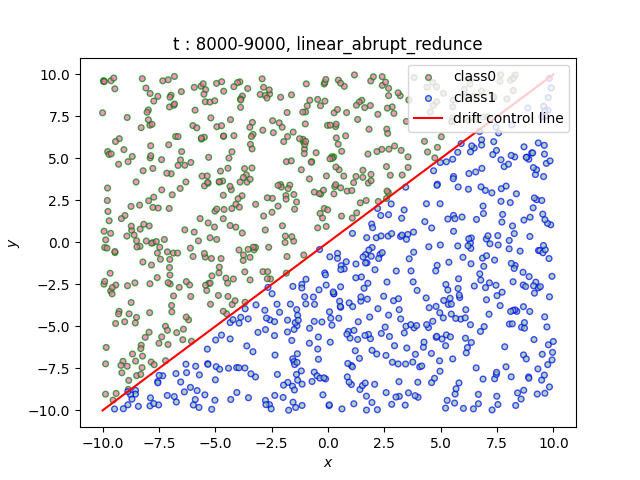 t : 8000-9000, linear_abrupt_redunce
class0
class1
drift control line
10.0
7.5
5.0
2.5
0.0
−2.5
−5.0
−7.5
−10.0
y
−10.0 −7.5 −5.0 −2.5 0.0 2.5 5.0 7.5 10.0
x